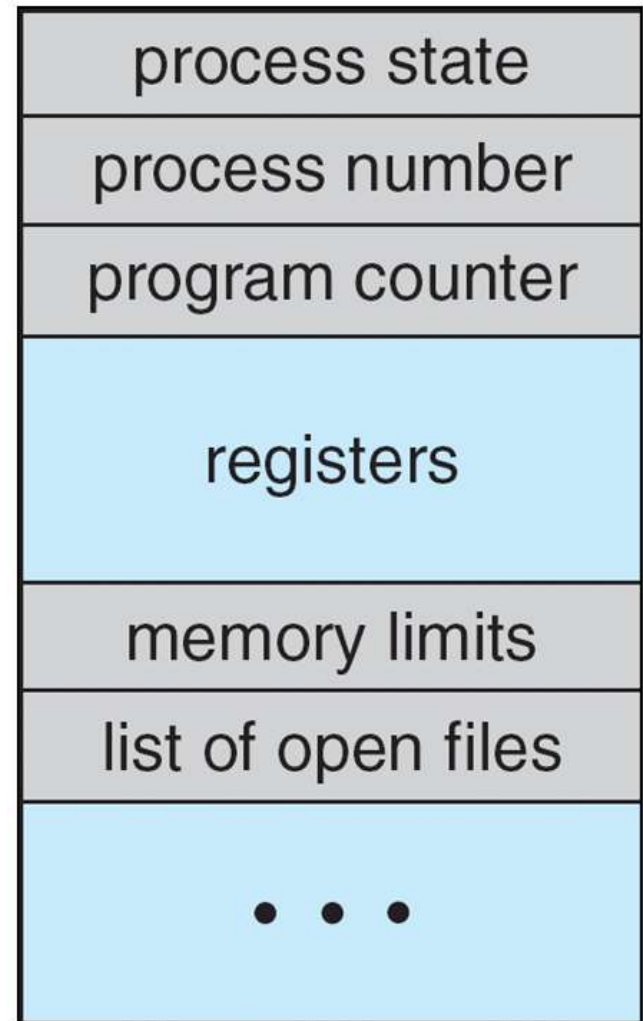 process state
process number
program counter
registers
memory limits
list of open files
• • •